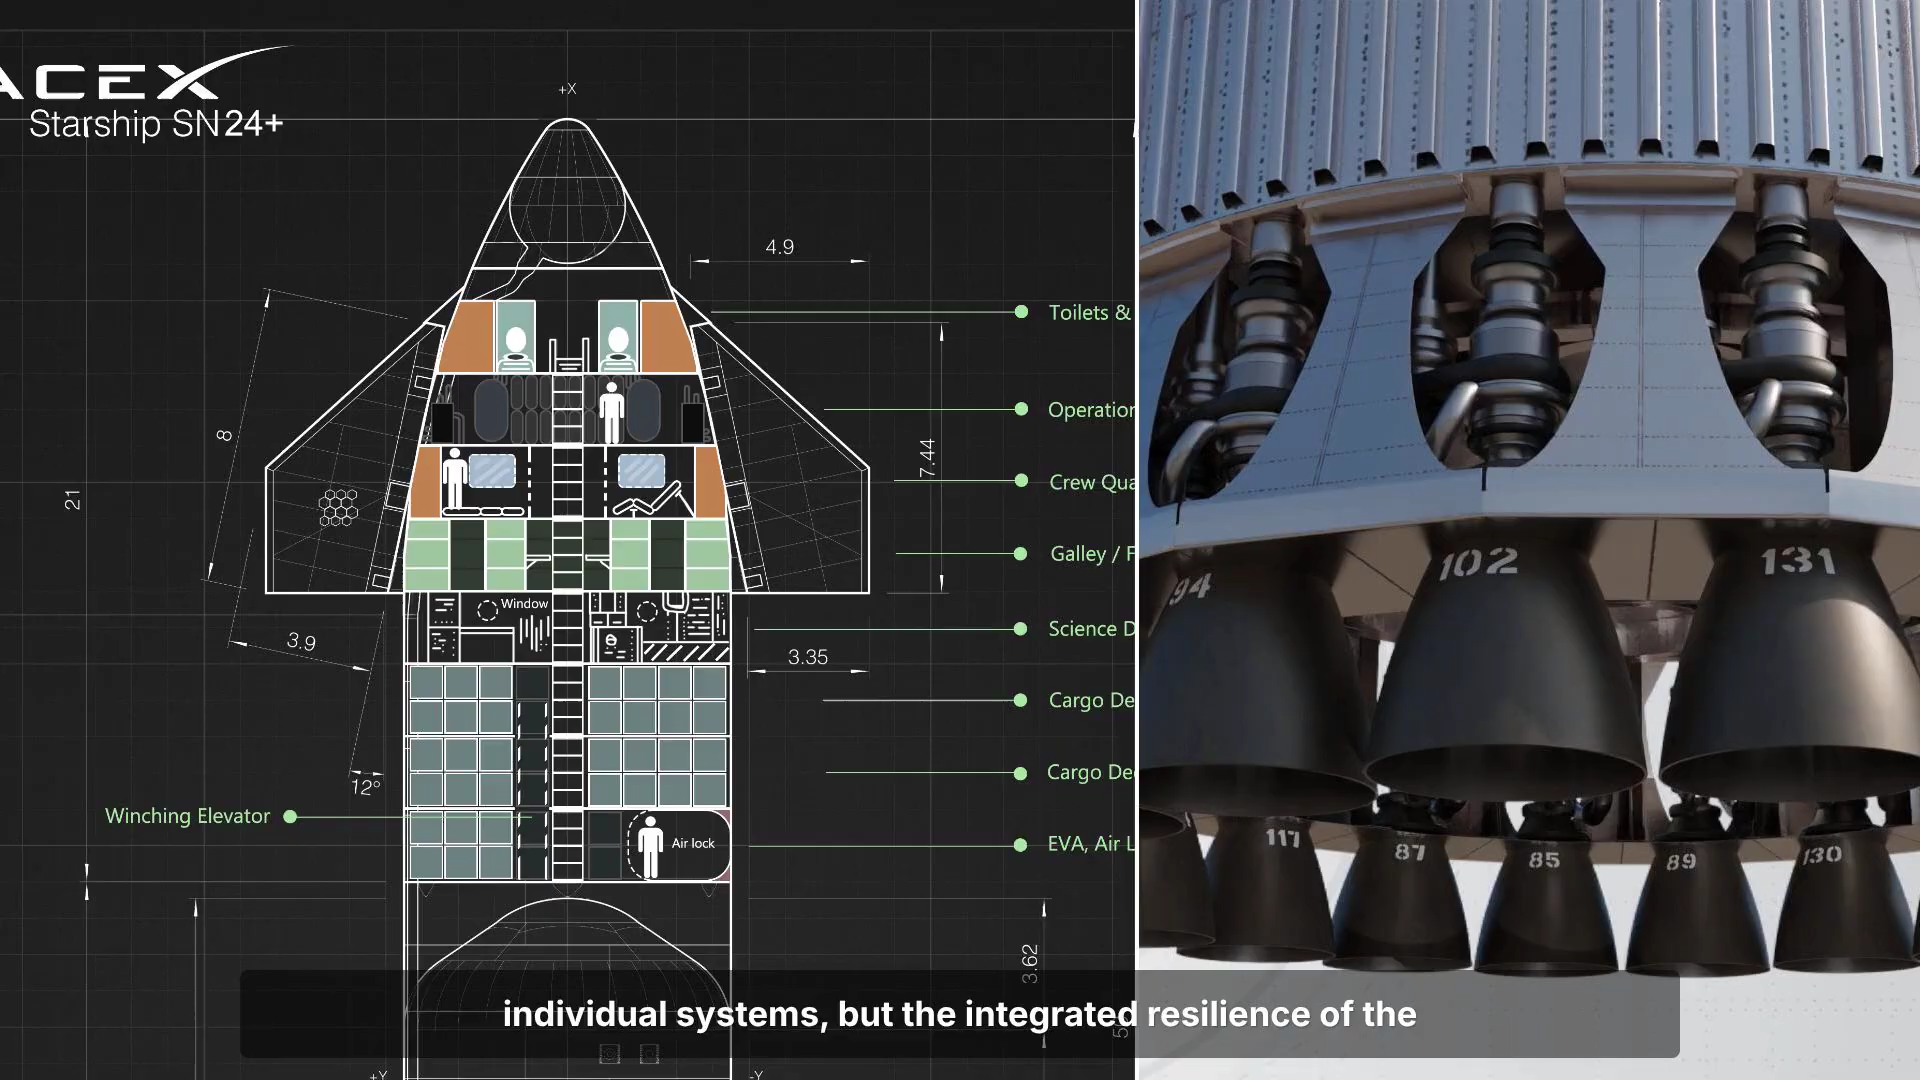 ACEX
Starship SN24+
+X
4.9
Toilets &
8
Operation
7.44
Crew Qua
21
Galley / F
Window
Science D
3.9
3.35
Cargo De
12°
Cargo De
Winching Elevator
Air lock
EVA, Air L
3.62
5
+Y
-Y
94
102
131
117
87
85
89
130
individual systems, but the integrated resilience of the